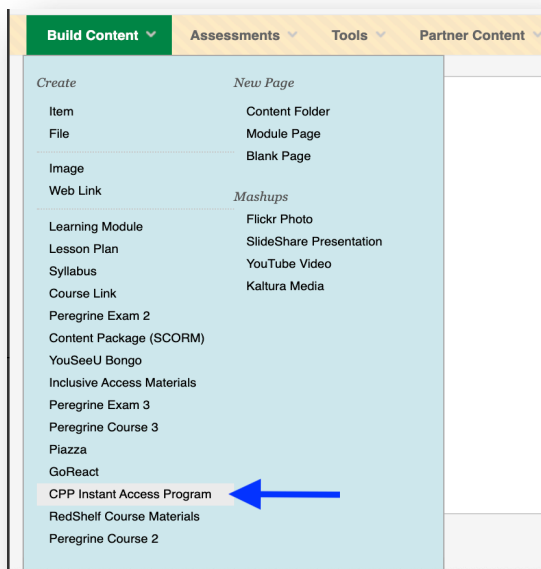 Build Content
Assessments
Tools
Partner Content
Create
Item
File
Image
Web Link
Learning Module
Lesson Plan
Syllabus
Course Link
Peregrine Exam 2
Content Package (SCORM)
YouSeeU Bongo
Inclusive Access Materials
Peregrine Exam 3
Peregrine Course 3
Piazza
GoReact
CPP Instant Access Program
RedShelf Course Materials
Peregrine Course 2
New Page
Content Folder
Module Page
Blank Page
Mashups
Flickr Photo
SlideShare Presentation
YouTube Video
Kaltura Media